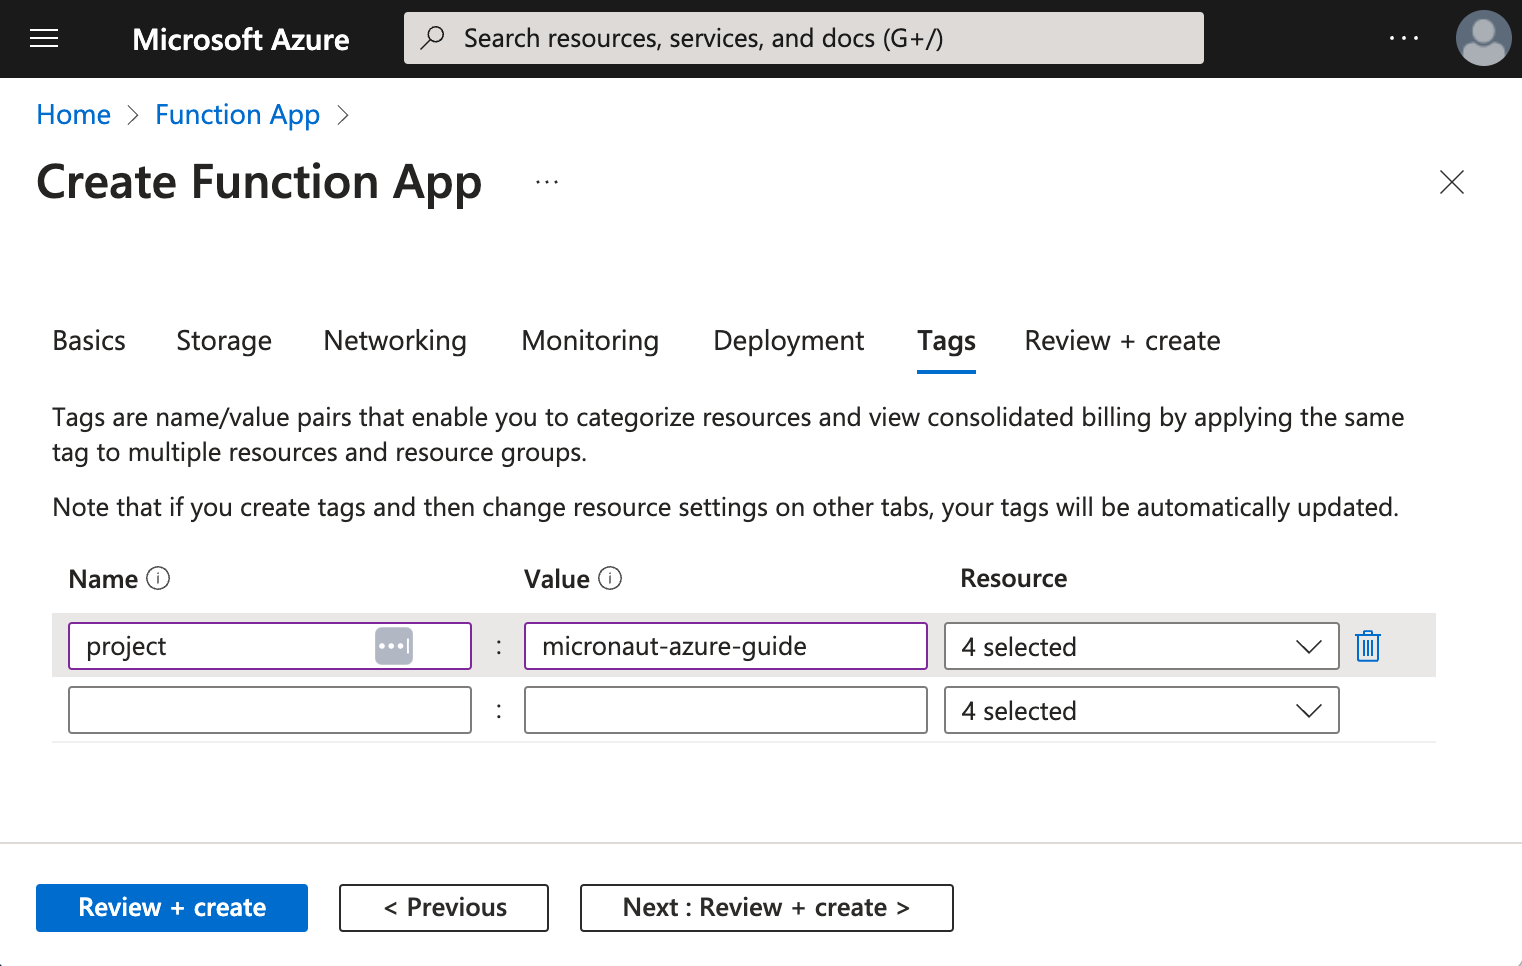 Microsoft Azure
Search resources, services, and docs (G+/)
Home > Function App >
Create Function App ...
Basics Storage Networking Monitoring Deployment Tags Review + create
Tags are name/value pairs that enable you to categorize resources and view consolidated billing by applying the same
tag to multiple resources and resource groups.
Note that if you create tags and then change resource settings on other tabs, your tags will be automatically updated.
Name Value Resource
project : micronaut-azure-guide 4 selected
: 4 selected
Review + create < Previous Next : Review + create >